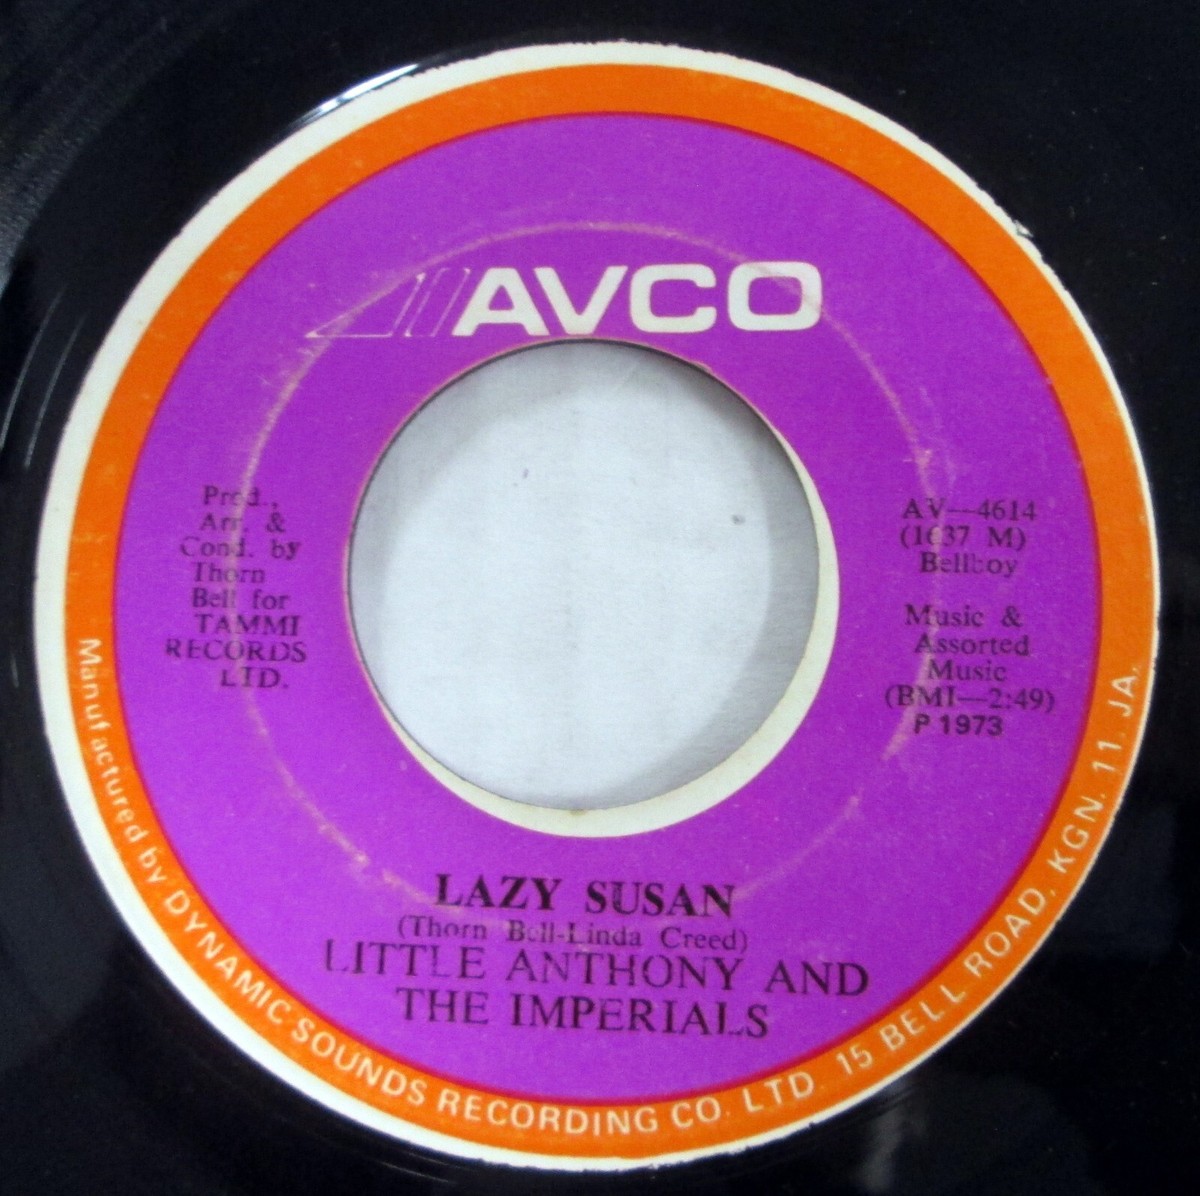 AVCO
Prod.,
Arr. &
Cond. by
Thorn
Bell for
TAMMI
RECORDS
LTD.
AV—4614
(1637 M)
Bellboy
Music &
Assorted
Music
(BMI—2:49)
P 1973
LAZY SUSAN
(Thorn Bell-Linda Creed)
LITTLE ANTHONY AND
THE IMPERIALS
Manufactured by DYNAMIC SOUNDS RECORDING CO. LTD. 15 BELL ROAD, KGN. 11. JA.